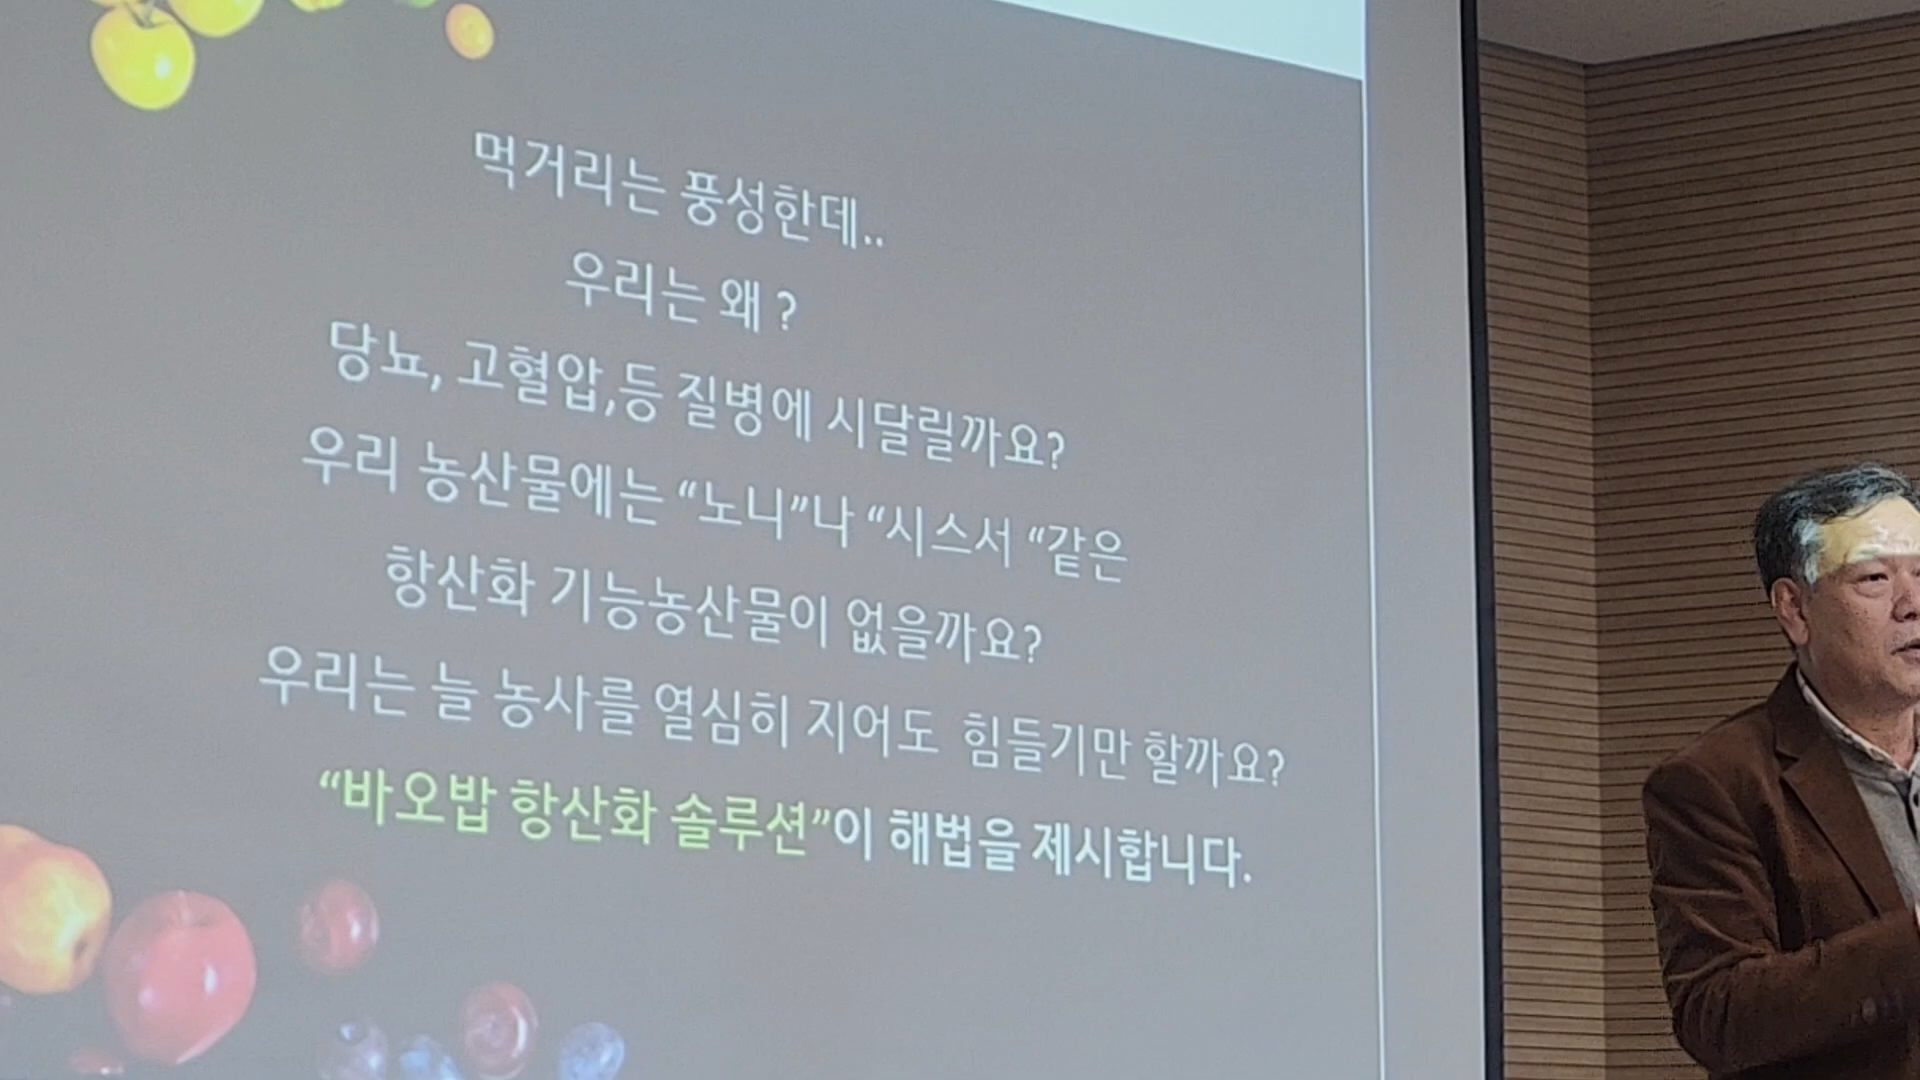 먹거리는 풍성한데..
우리는 왜 ?
당뇨, 고혈압,등 질병에 시달릴까요?
우리 농산물에는 “노니”나 “시스서 “같은
항산화 기능농산물이 없을까요?
우리는 늘 농사를 열심히 지어도 힘들기만 할까요?
“바오밥 항산화 솔루션”이 해법을 제시합니다.